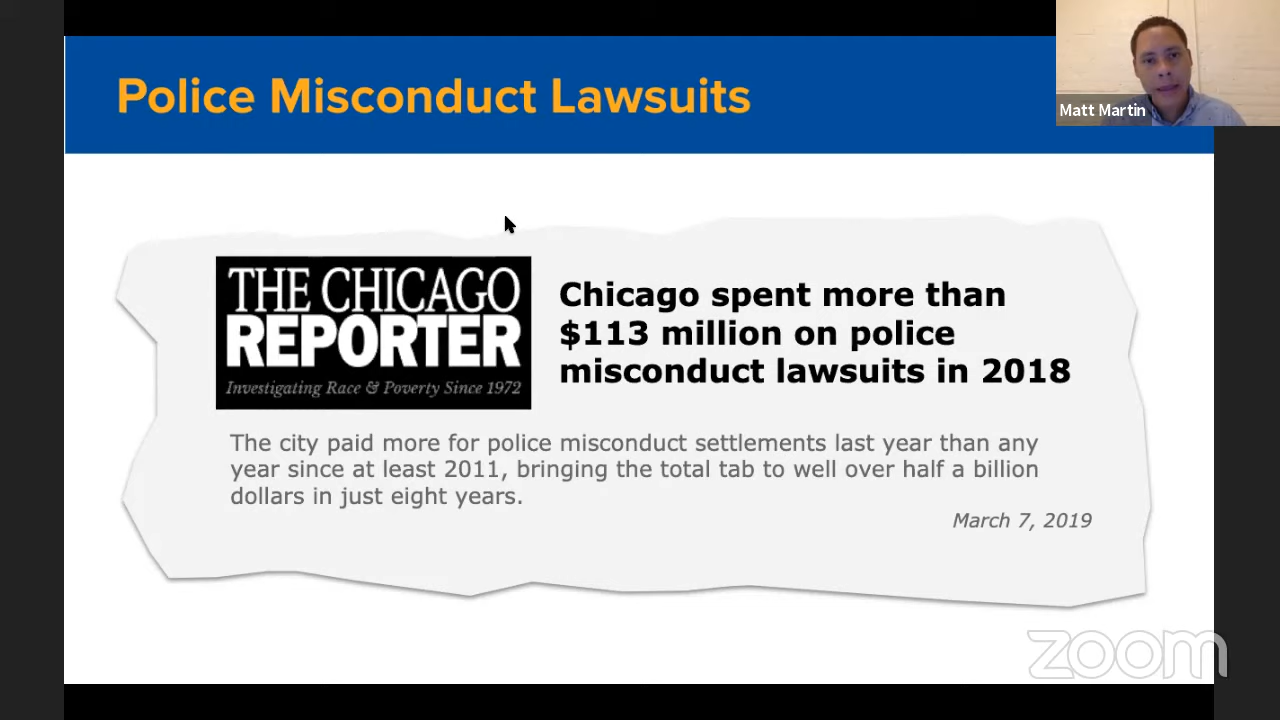 Police Misconduct Lawsuits
Matt Martin
THE CHICAGO
REPORTER
Investigating Race & Poverty Since 1972
Chicago spent more than
$113 million on police
misconduct lawsuits in 2018
The city paid more for police misconduct settlements last year than any
year since at least 2011, bringing the total tab to well over half a billion
dollars in just eight years.
March 7, 2019
zoom